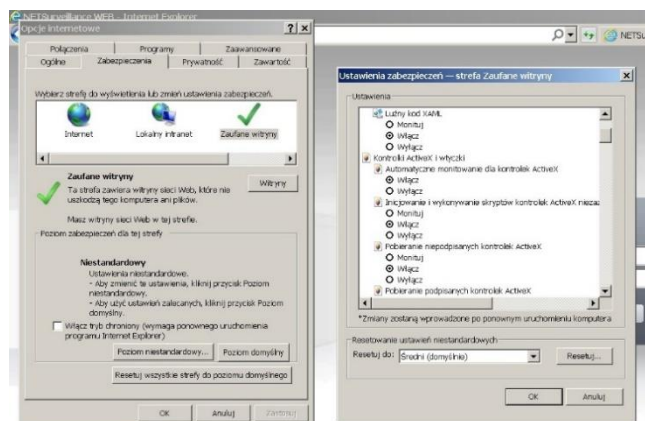 NETSurveillance WEB - Internet Explorer
Opcje internetowe
Połączenia Programy Zaawansowane
Ogólne Zabezpieczenia Prywatność Zawartość
Wybierz strefę do wyświetlenia lub zmień ustawienia zabezpieczeń.
Internet Lokalny intranet Zaufane witryny
Zaufane witryny
Ta strefa zawiera witryny sieci Web, które nie
uszkodzą tego komputera ani plików.
Witryny
Masz witryny sieci Web w tej strefie.
Poziom zabezpieczeń dla tej strefy
Niestandardowy
Ustawienia niestandardowe.
- Aby zmienić te ustawienia, kliknij przycisk Poziom
niestandardowy.
- Aby użyć ustawień zalecanych, kliknij przycisk Poziom
domyślny.
Włącz tryb chroniony (wymaga ponownego uruchomienia
programu Internet Explorer)
Poziom niestandardowy... Poziom domyślny
Resetuj wszystkie strefy do poziomu domyślnego
OK Anuluj Zastosuj
NETSu
Ustawienia zabezpieczeń — strefa Zaufane witryny
Ustawienia
Luźny kod XAML
Monituj
Włącz
Wyłącz
Kontrolki ActiveX i wtyczki
Automatyczne monitowanie dla kontrolek ActiveX
Włącz
Wyłącz
Inicjowanie i wykonywanie skryptów kontrolek ActiveX niezaz
Monituj
Włącz
Wyłącz
Pobieranie niepodpisanych kontrolek ActiveX
Monituj
Włącz
Wyłącz
Pobieranie podpisanych kontrolek ActiveX
*Zmiany zostaną wprowadzone po ponownym uruchomieniu komputera
Resetowanie ustawień niestandardowych
Resetuj do: Średni (domyślnie) Resetuj...
OK Anuluj